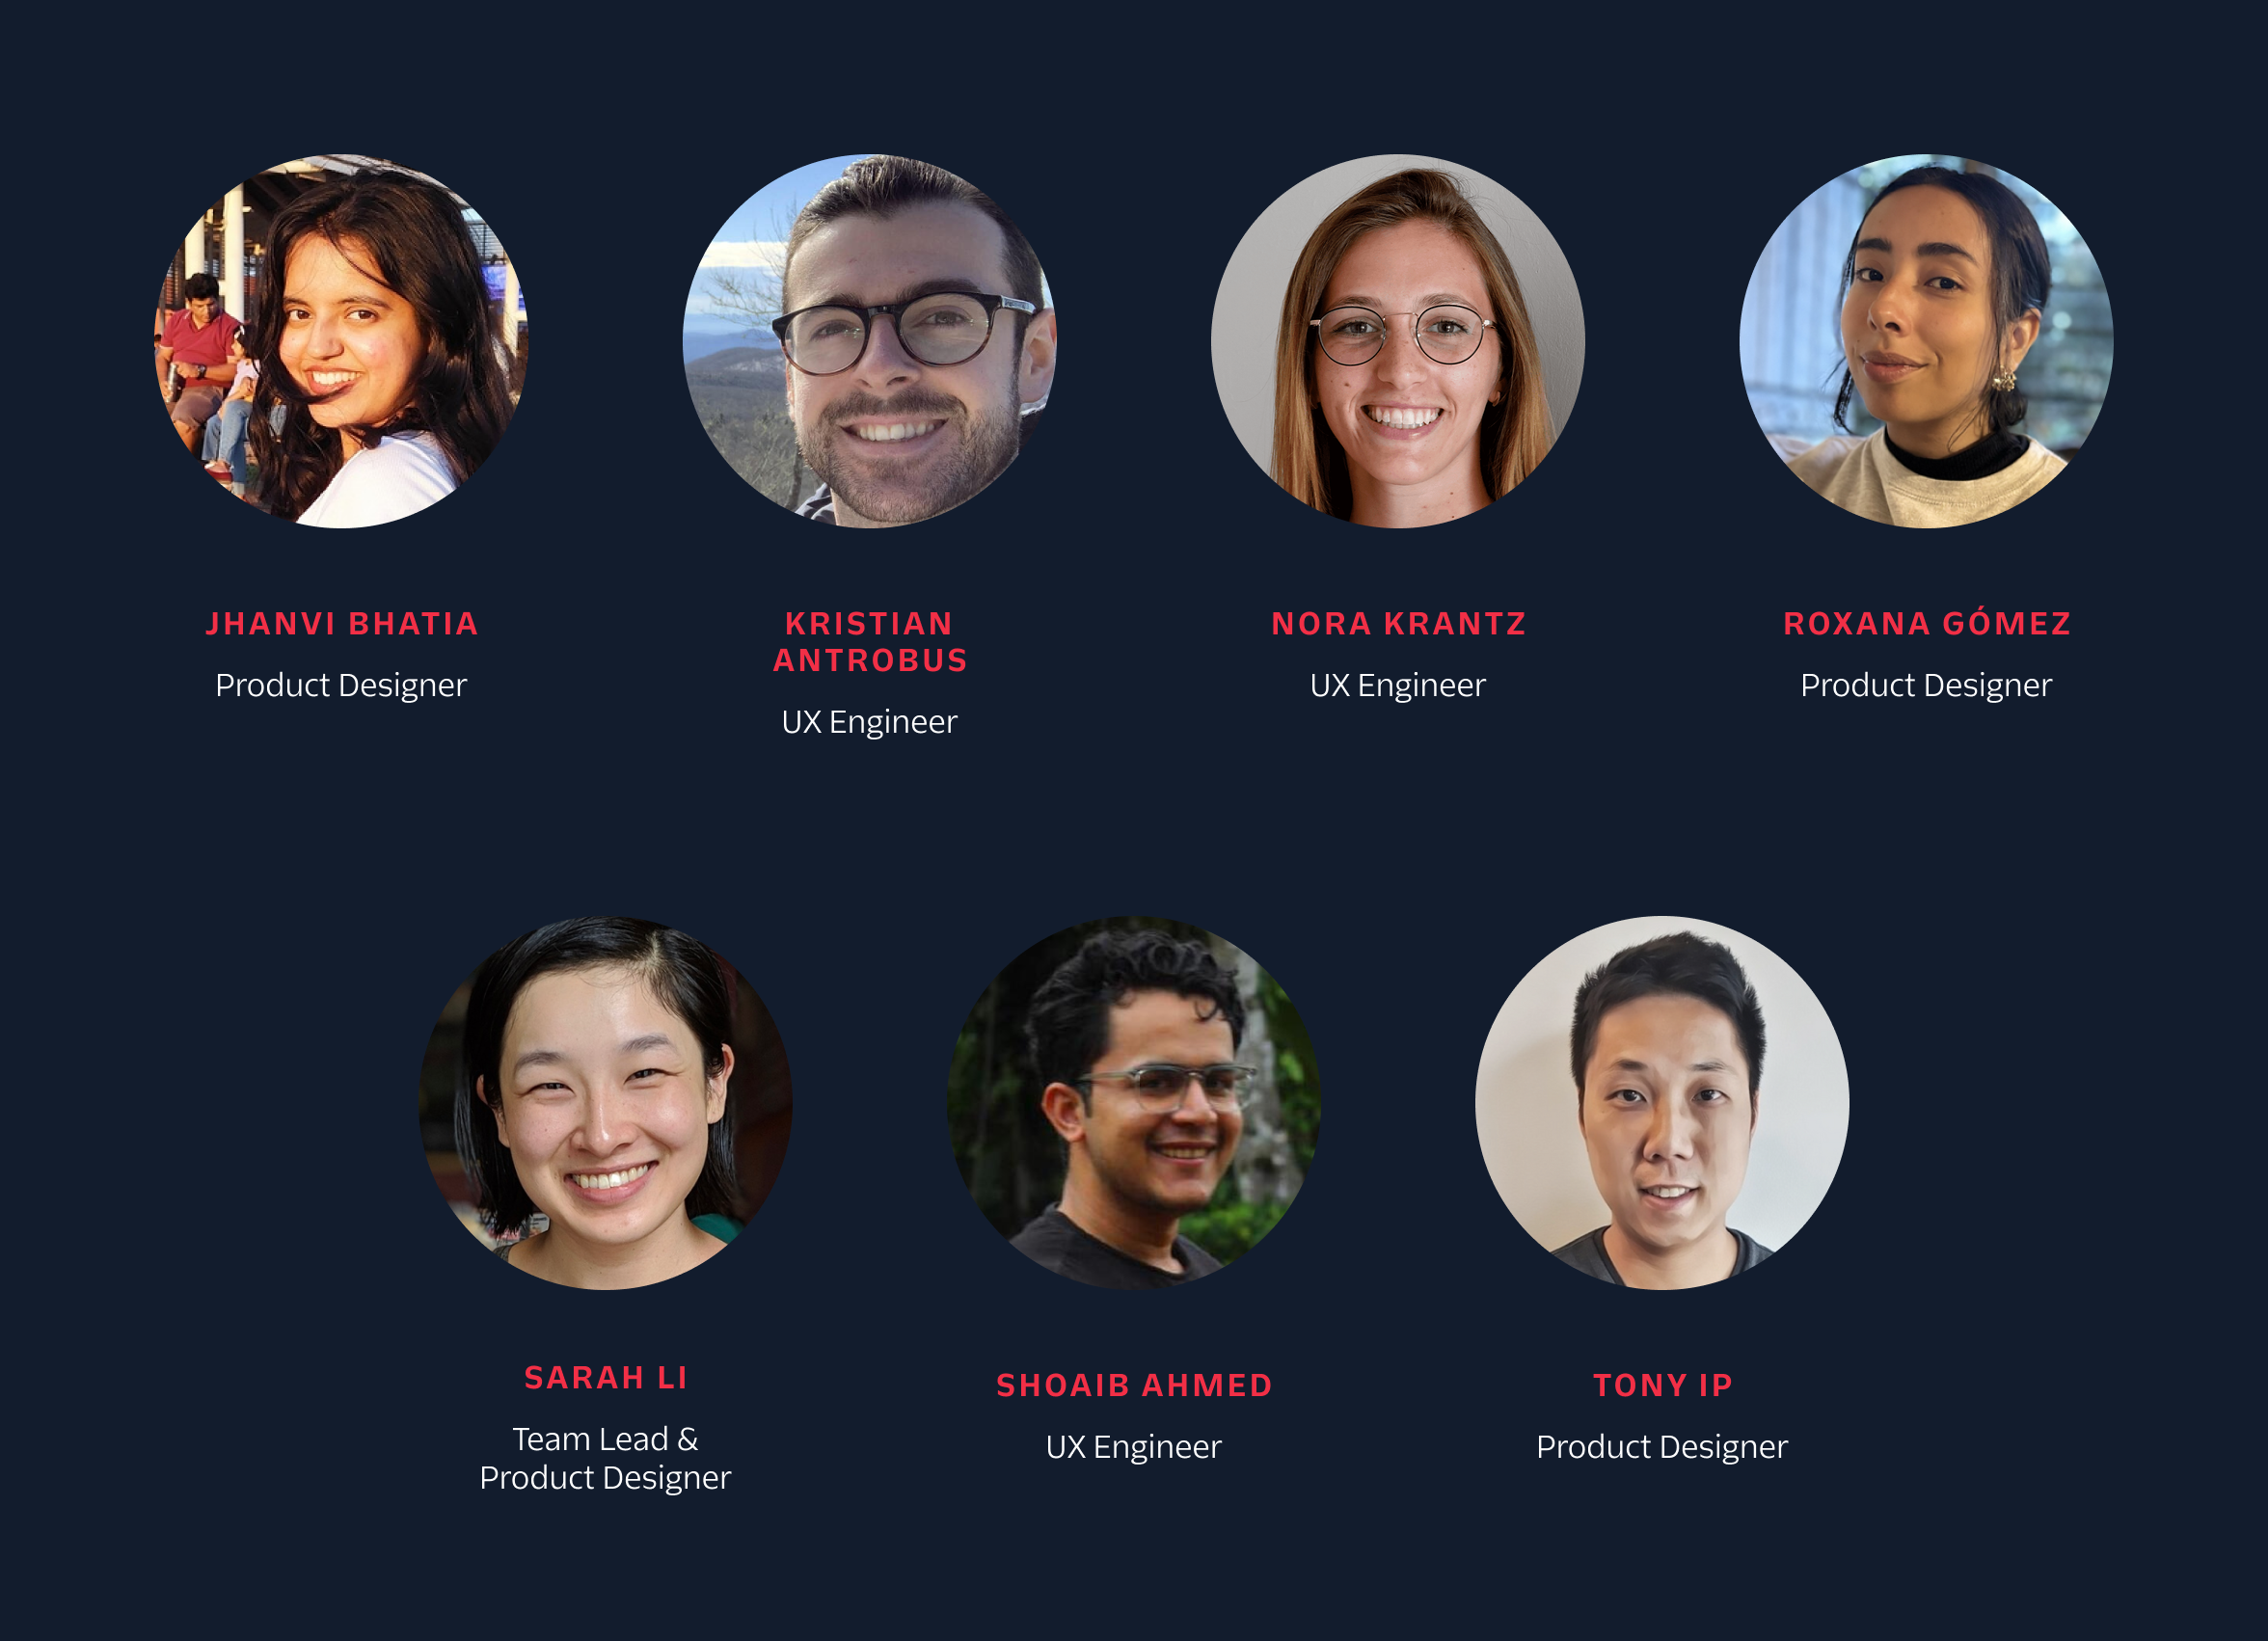 JHANVI BHATIA
Product Designer
KRISTIAN
ANTROBUS
UX Engineer
NORA KRANTZ
UX Engineer
ROXANA GÓMEZ
Product Designer
SARAH LI
Team Lead &
Product Designer
SHOAIB AHMED
UX Engineer
TONY IP
Product Designer